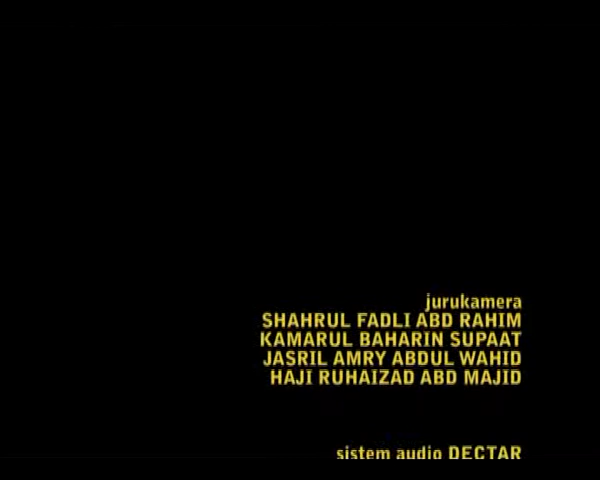 jurukamera
SHAHRUL FADLI ABD RAHIM
KAMARUL BAHARIN SUPAAT
JASRIL AMRY ABDUL WAHID
HAJI RUHAIZAD ABD MAJID
sistem audio DECTAR